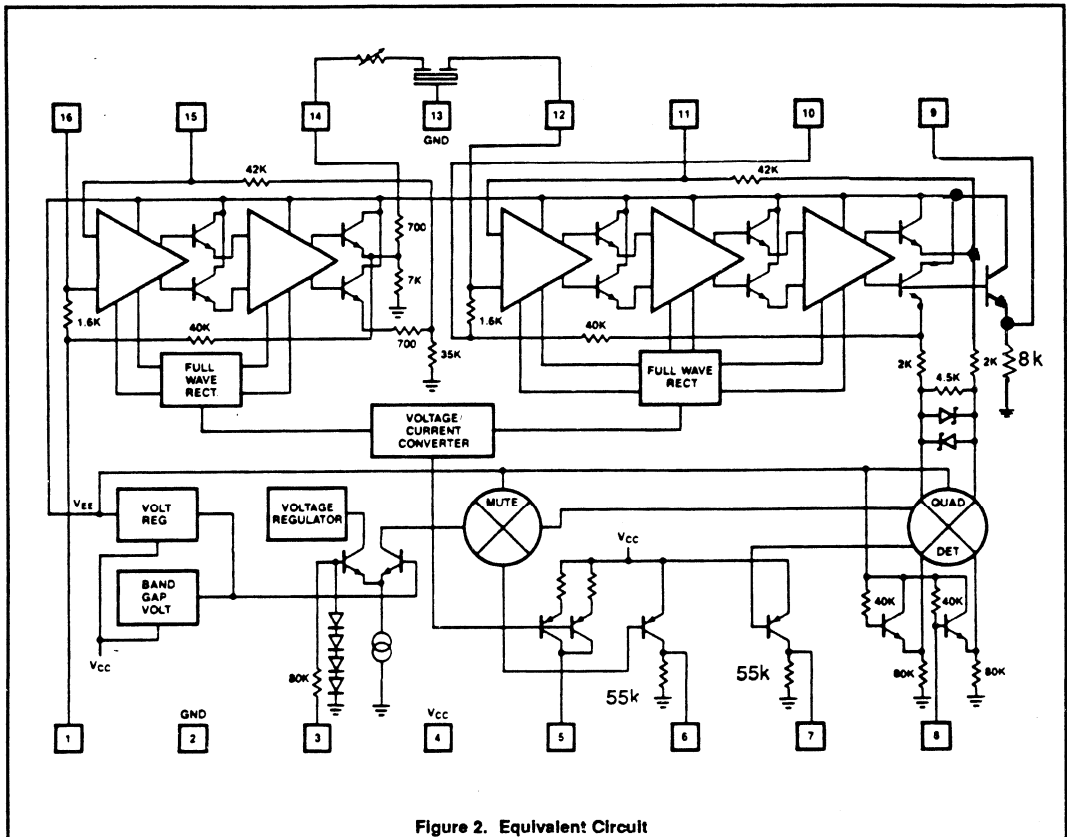 16
15
14
13
GND
12
11
10
9
42K
42K
700
7K
1.6K
40K
700
35K
1.6K
40K
2K
2K
4.5K
8k
FULL
WAVE
RECT.
FULL WAVE
RECT
VOLTAGE/
CURRENT
CONVERTER
VEE
VOLT
REG
VOLTAGE
REGULATOR
MUTE
QUAD
DET
BAND
GAP
VOLT
VCC
VCC
80K
55k
55k
40K
40K
80K
80K
GND
VCC
1
2
3
4
5
6
7
8
Figure 2. Equivalent Circuit